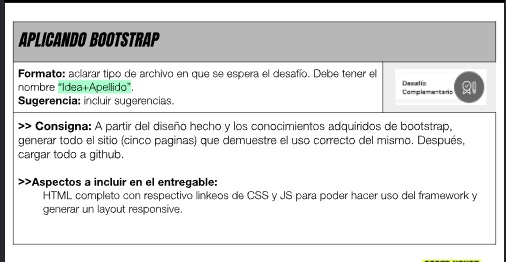 APLICANDO BOOTSTRAP
Formato: aclarar tipo de archivo en que se espera el desafío. Debe tener el
nombre "Idea+Apellido".
Sugerencia: incluir sugerencias.
Desafío
Complementario
>> Consigna: A partir del diseño hecho y los conocimientos adquiridos de bootstrap,
generar todo el sitio (cinco paginas) que demuestre el uso correcto del mismo. Después,
cargar todo a github.
>>Aspectos a incluir en el entregable:
HTML completo con respectivo linkeos de CSS y JS para poder hacer uso del framework y
generar un layout responsive.